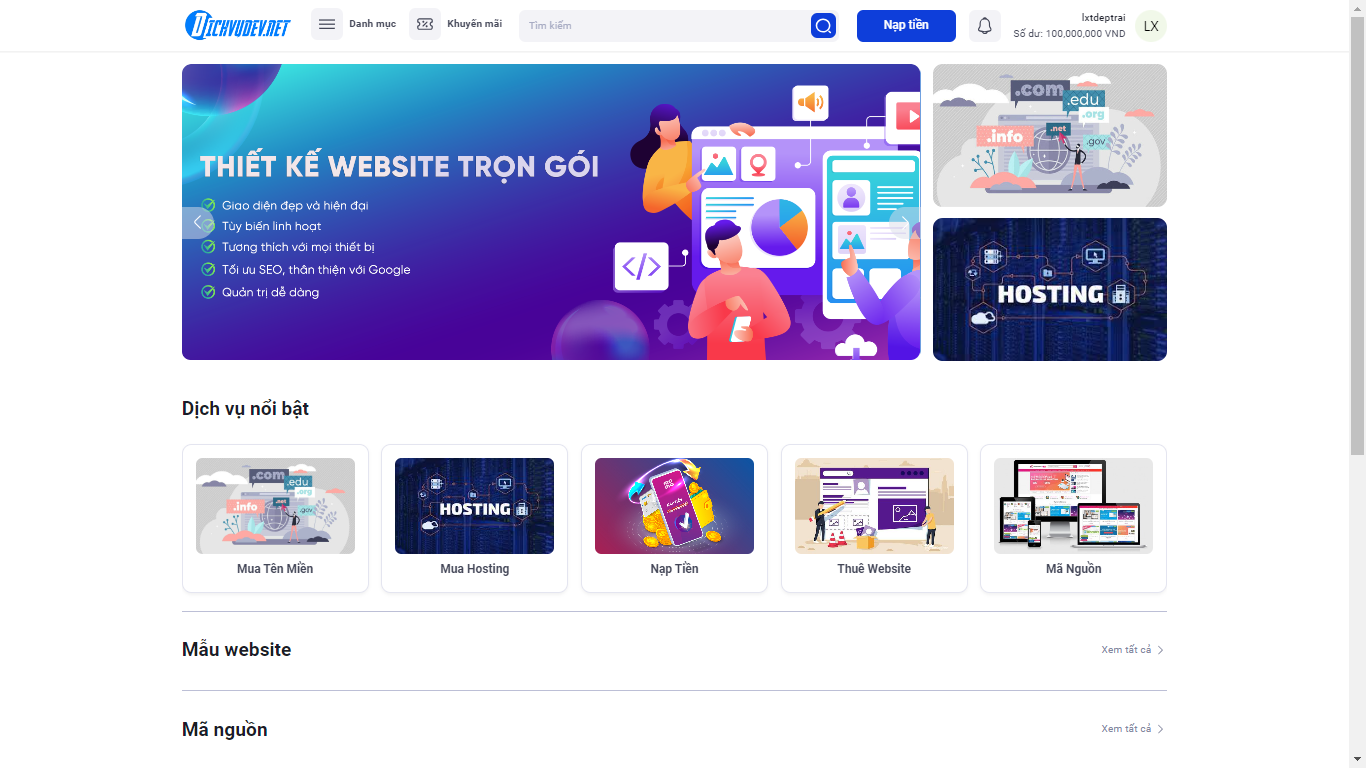 DICHVUDEV.NET
Danh mục
Khuyến mãi
Tìm kiếm
Nạp tiền
lxtdeptrai
Số dư: 100,000,000 VND
LX
THIẾT KẾ WEBSITE TRỌN GÓI
Giao diện đẹp và hiện đại
Tùy biến linh hoạt
Tương thích với mọi thiết bị
Tối ưu SEO, thân thiện với Google
Quản trị dễ dàng
</>
.com
.edu
.org
.info
.net
.gov
HOSTING
Dịch vụ nổi bật
.com
.edu
.org
.info
.net
.gov
Mua Tên Miền
HOSTING
Mua Hosting
Nạp Tiền
Thuê Website
Mã Nguồn
Mẫu website
Xem tất cả
Mã nguồn
Xem tất cả